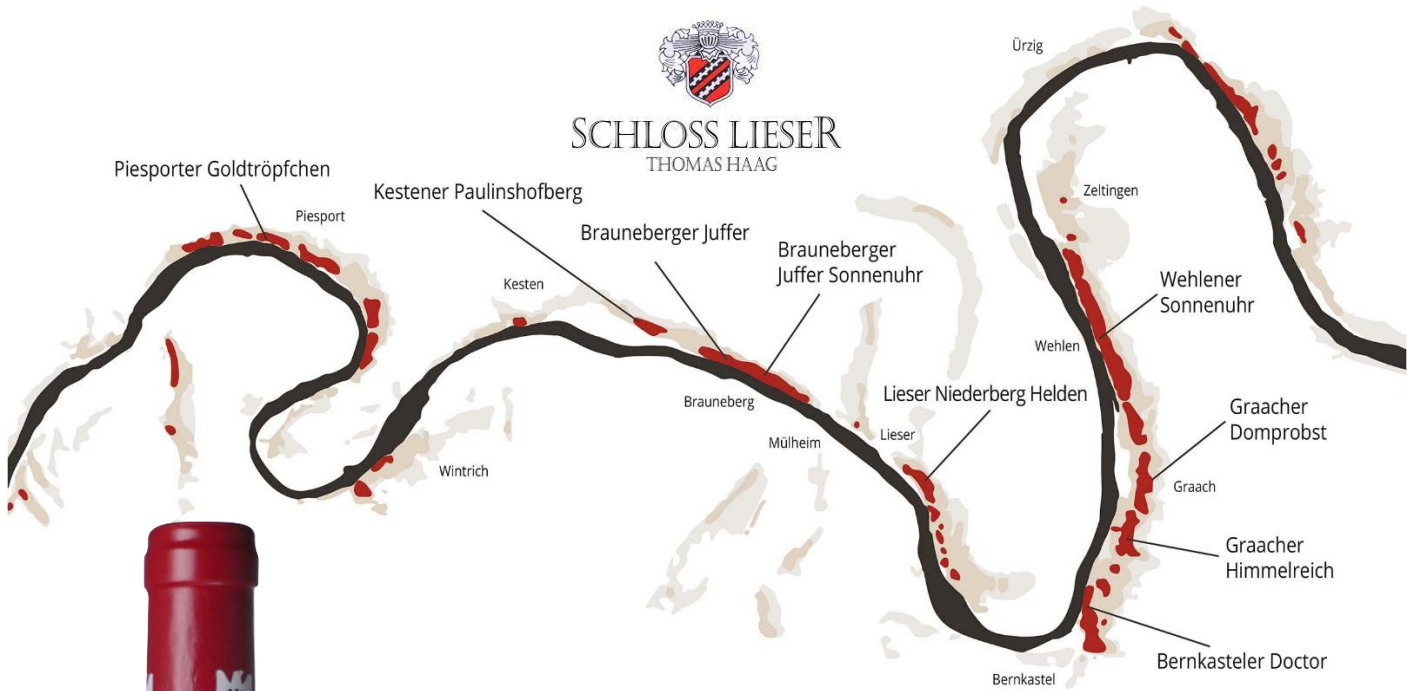 SCHLOSS LIESER
THOMAS HAAG
Ürzig
Piesporter Goldtröpfchen
Piesport
Kestener Paulinshofberg
Brauneberger Juffer
Brauneberger
Juffer Sonnenuhr
Kesten
Zeltingen
Wehlener
Sonnenuhr
Wehlen
Brauneberg
Lieser Niederberg Helden
Mülheim
Lieser
Wintrich
Graacher
Domprobst
Graach
Graacher
Himmelreich
Bernkasteler Doctor
Bernkastel